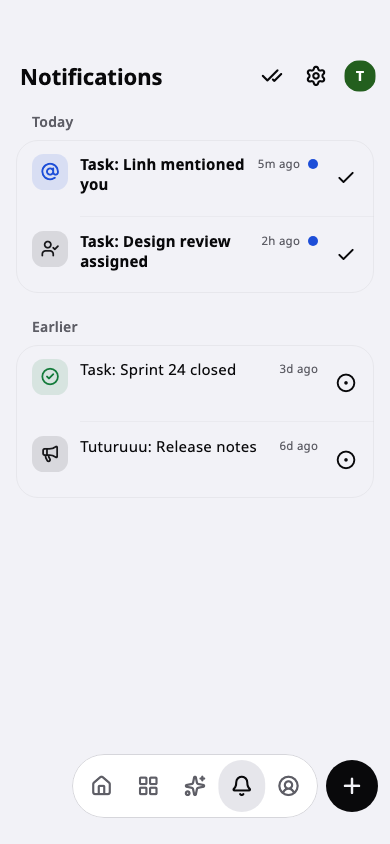 Notifications
T
Today
Task: Linh mentioned you
5m ago
Task: Design review assigned
2h ago
Earlier
Task: Sprint 24 closed
3d ago
Tuturuuu: Release notes
6d ago